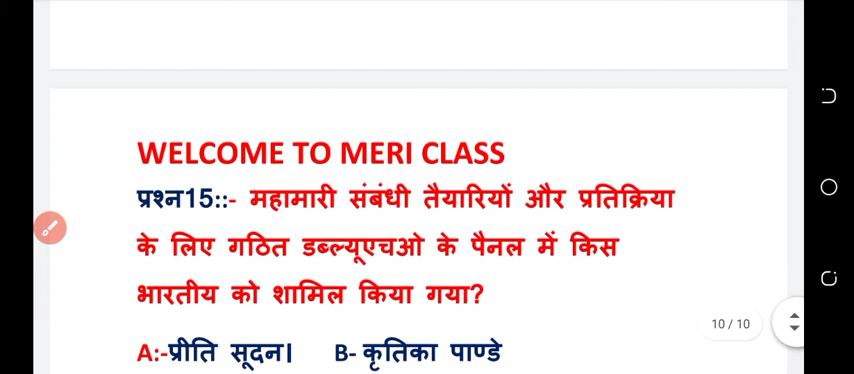 WELCOME TO MERI CLASS
प्रश्न15::- महामारी संबंधी तैयारियों और प्रतिक्रिया
के लिए गठित डब्ल्यूएचओ के पैनल में किस
भारतीय को शामिल किया गया?
10 / 10
A:-प्रीति सूदन। B- कृतिका पाण्डे